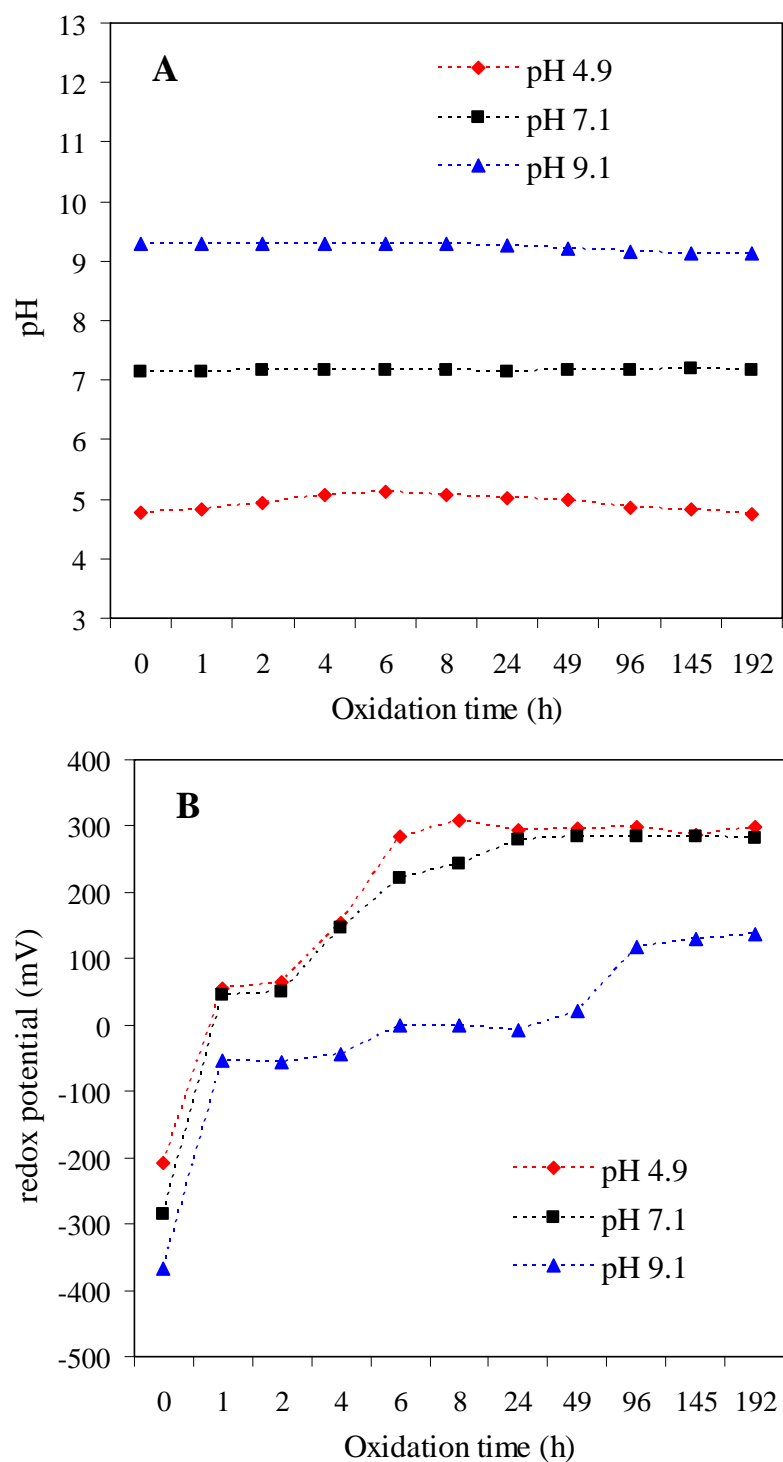 13
12
11
10
9
8
7
6
5
4
3
pH
A
pH 4.9
pH 7.1
pH 9.1
0 1 2 4 6 8 24 49 96 145 192
Oxidation time (h)
400
300
200
100
0
-100
-200
-300
-400
-500
redox potential (mV)
B
pH 4.9
pH 7.1
pH 9.1
0 1 2 4 6 8 24 49 96 145 192
Oxidation time (h)